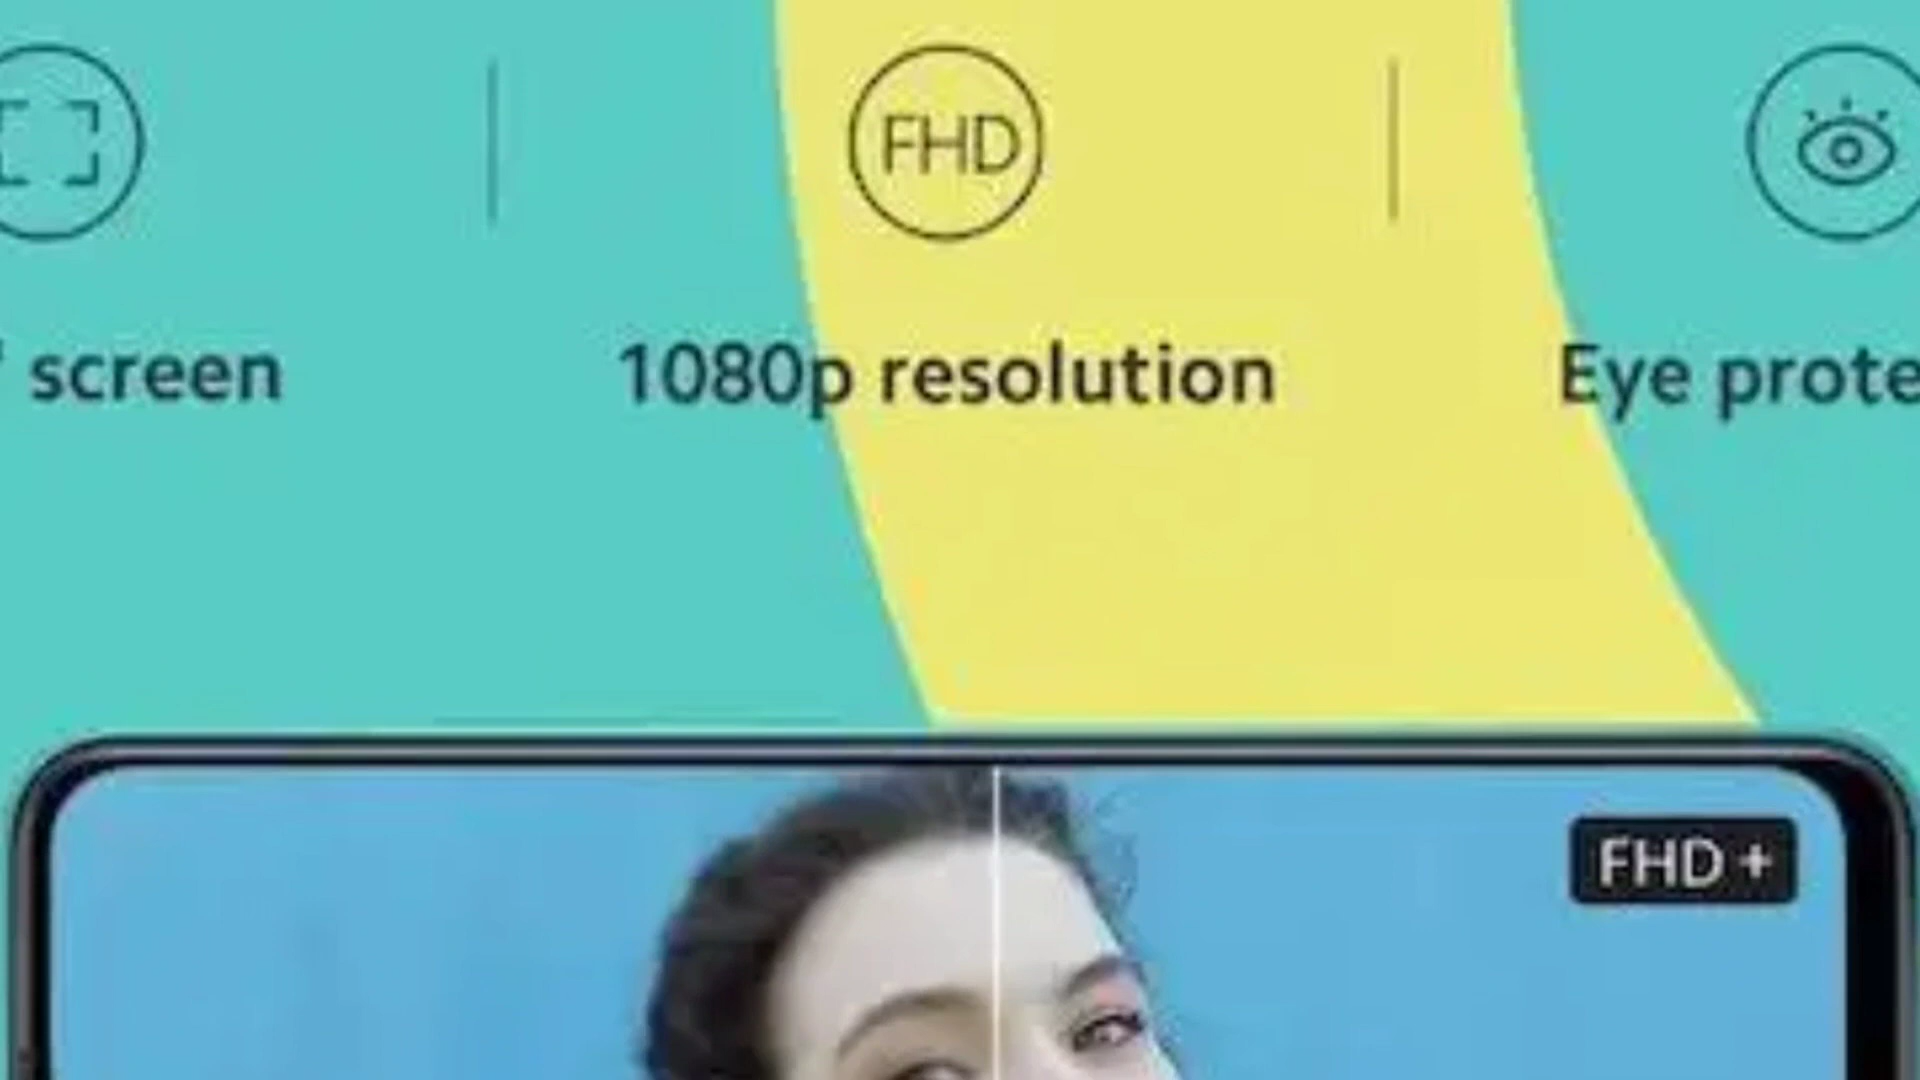 FHD
screen
1080p resolution
Eye prote
FHD +